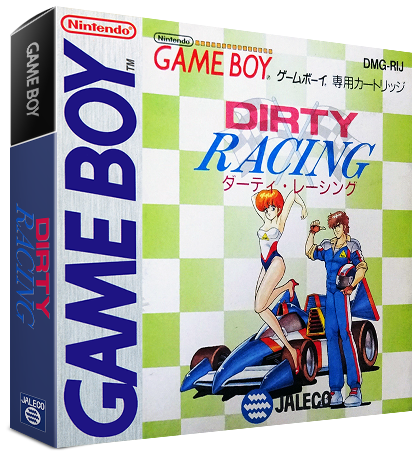 GAME BOY
DIRTY
RACING
JALECO
Nintendo
GAME BOY
TM
Nintendo
GAME BOY
ゲームボーイ 専用カートリッジ
DMG-RIJ
DIRTY
RACING
ダーティ・レーシング
JALECO